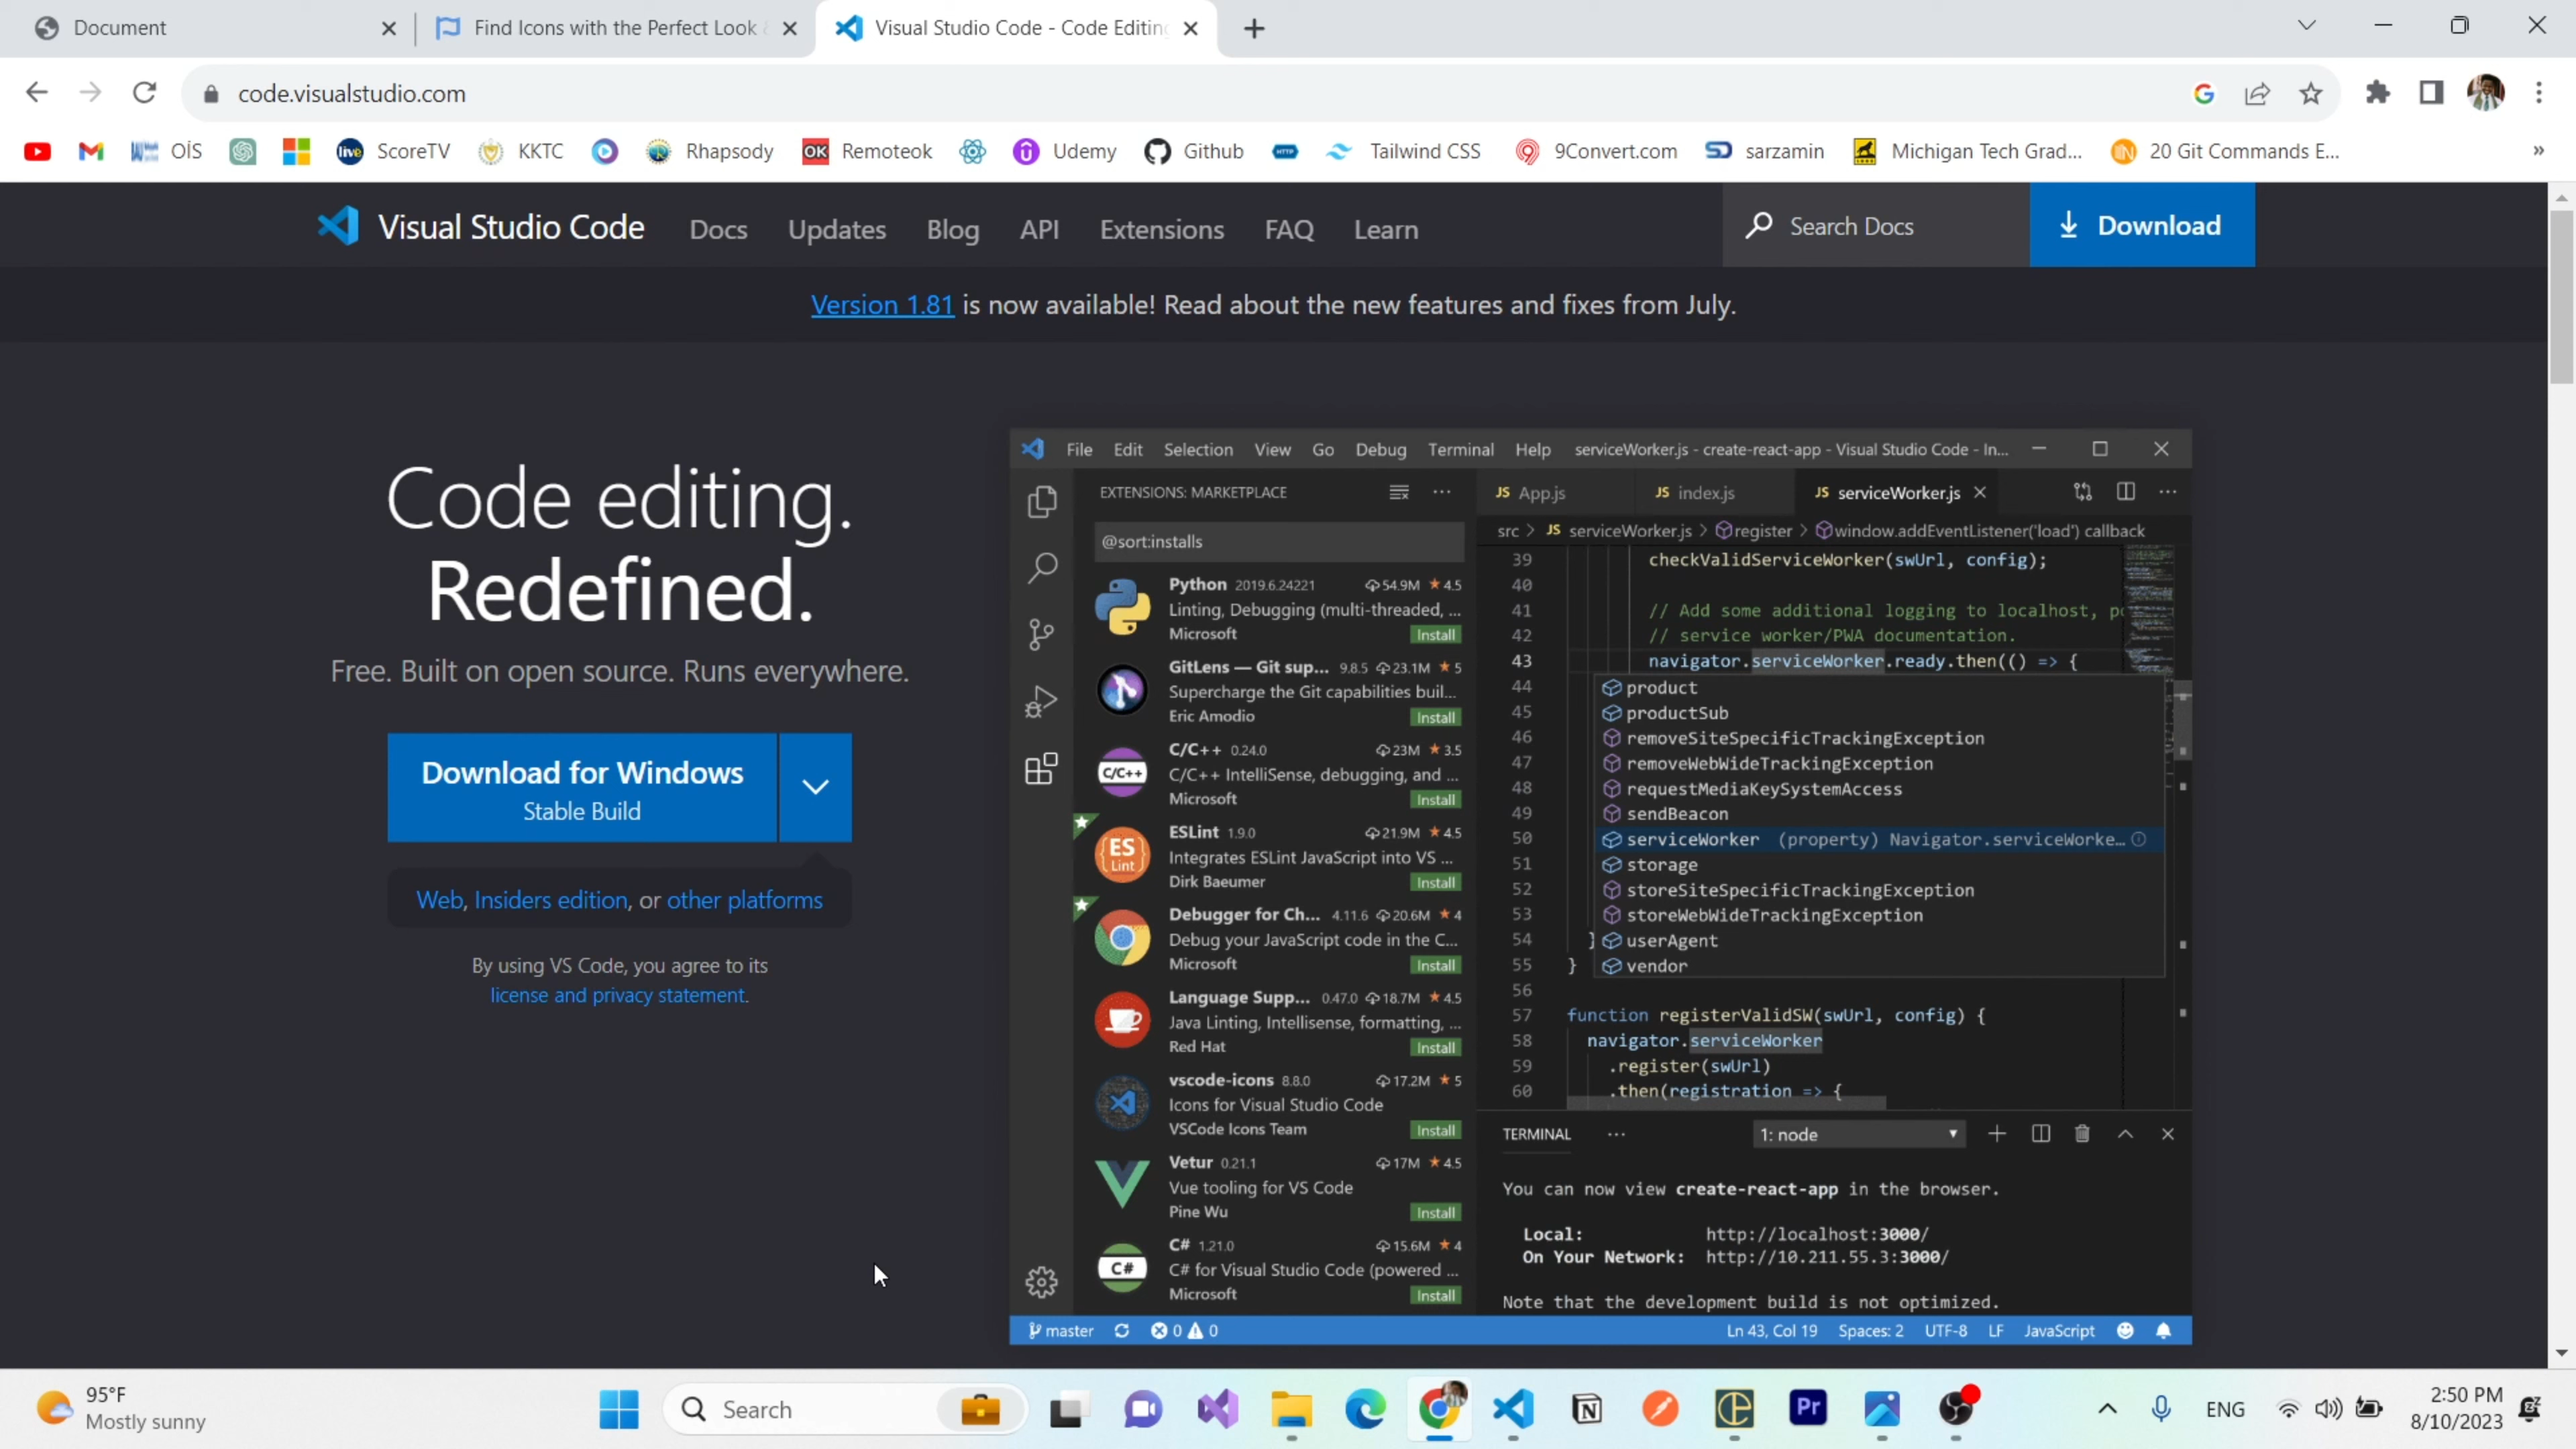 Document
Find Icons with the Perfect Look &
Visual Studio Code - Code Editing
code.visualstudio.com
OİS
ScoreTV
KKTC
Rhapsody
Remoteok
Udemy
Github
Tailwind CSS
9Convert.com
sarzamin
Michigan Tech Grad...
20 Git Commands E...
»
Visual Studio Code
Docs
Updates
Blog
API
Extensions
FAQ
Learn
Search Docs
Download
Version 1.81 is now available! Read about the new features and fixes from July.
Code editing.
Redefined.
Free. Built on open source. Runs everywhere.
Download for Windows
Stable Build
Web, Insiders edition, or other platforms
By using VS Code, you agree to its
license and privacy statement.
File Edit Selection View Go Debug Terminal Help serviceWorker.js - create-react-app - Visual Studio Code - In...
EXTENSIONS: MARKETPLACE
@sort:installs
Python 2019.6.24221 54.9M ★ 4.5
Linting, Debugging (multi-threaded, ...
Microsoft Install
GitLens — Git sup... 9.8.5 23.1M ★ 5
Supercharge the Git capabilities buil...
Eric Amodio Install
C/C++ 0.24.0 23M ★ 3.5
C/C++ IntelliSense, debugging, and ...
Microsoft Install
ESLint 1.9.0 21.9M ★ 4.5
Integrates ESLint JavaScript into VS ...
Dirk Baeumer Install
Debugger for Ch... 4.11.6 20.6M ★ 4
Debug your JavaScript code in the C...
Microsoft Install
Language Supp... 0.47.0 18.7M ★ 4.5
Java Linting, Intellisense, formatting, ...
Red Hat Install
vscode-icons 8.8.0 17.2M ★ 5
Icons for Visual Studio Code
VSCode Icons Team Install
Vetur 0.21.1 17M ★ 4.5
Vue tooling for VS Code
Pine Wu Install
C# 1.21.0 15.6M ★ 4
C# for Visual Studio Code (powered ...
Microsoft Install
JS App.js JS index.js JS serviceWorker.js
src > JS serviceWorker.js > register > window.addEventListener('load') callback
39 checkValidServiceWorker(swUrl, config);
40
41 // Add some additional logging to localhost, po
42 // service worker/PWA documentation.
43 navigator.serviceWorker.ready.then(() => {
44 product
45 productSub
46 removeSiteSpecificTrackingException
47 removeWebWideTrackingException
48 requestMediaKeySystemAccess
49 sendBeacon
50 serviceWorker (property) Navigator.serviceWorke...
51 storage
52 storeSiteSpecificTrackingException
53 storeWebWideTrackingException
54 } userAgent
55 } vendor
56
57 function registerValidSW(swUrl, config) {
58 navigator.serviceWorker
59 .register(swUrl)
60 .then(registration => {
TERMINAL ... 1: node
You can now view create-react-app in the browser.
Local: http://localhost:3000/
On Your Network: http://10.211.55.3:3000/
Note that the development build is not optimized.
master 0 0 Ln 43, Col 19 Spaces: 2 UTF-8 LF JavaScript
95°F
Mostly sunny
Search
Pr
ENG
2:50 PM
8/10/2023